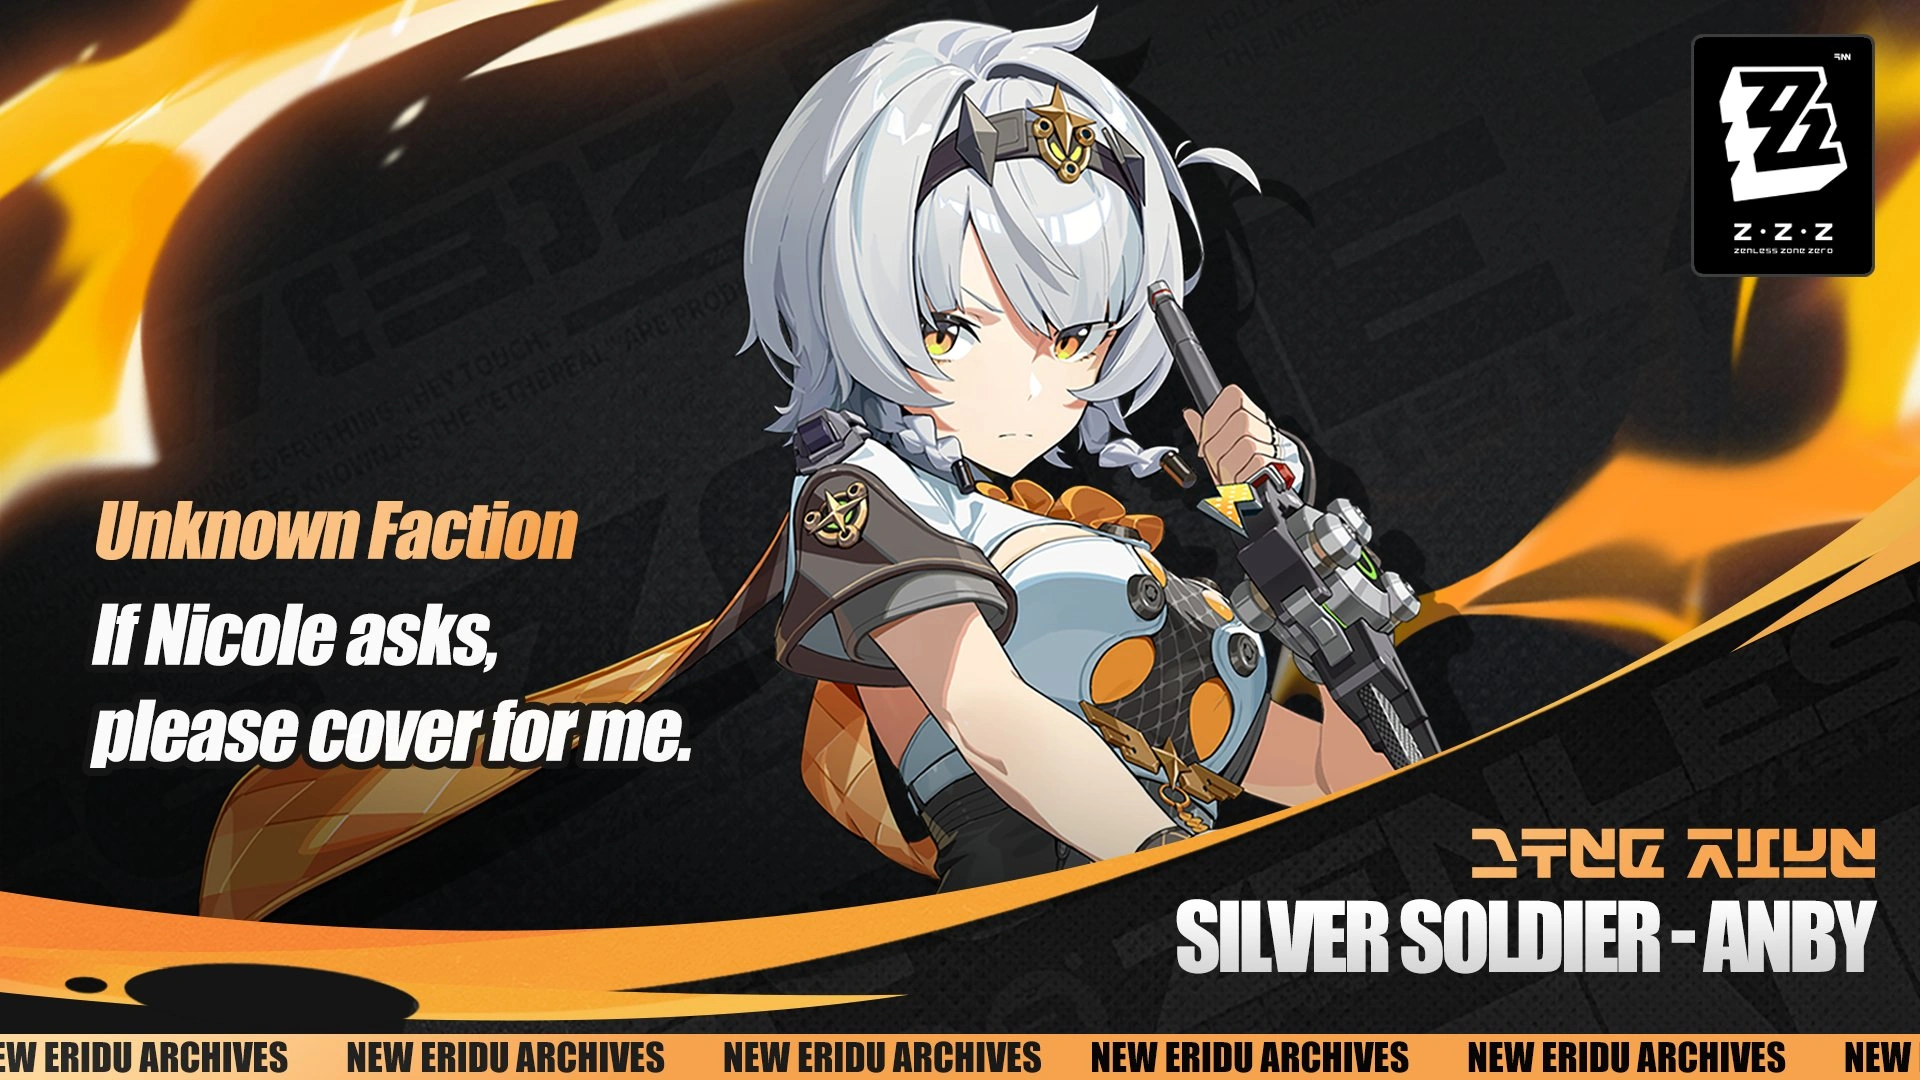 Z·Z·Z
ZENLESS ZONE ZERO
Unknown Faction
If Nicole asks,
please cover for me.
SILVER SOLDIER - ANBY
EW ERIDU ARCHIVES NEW ERIDU ARCHIVES NEW ERIDU ARCHIVES NEW ERIDU ARCHIVES NEW ERIDU ARCHIVES NEW